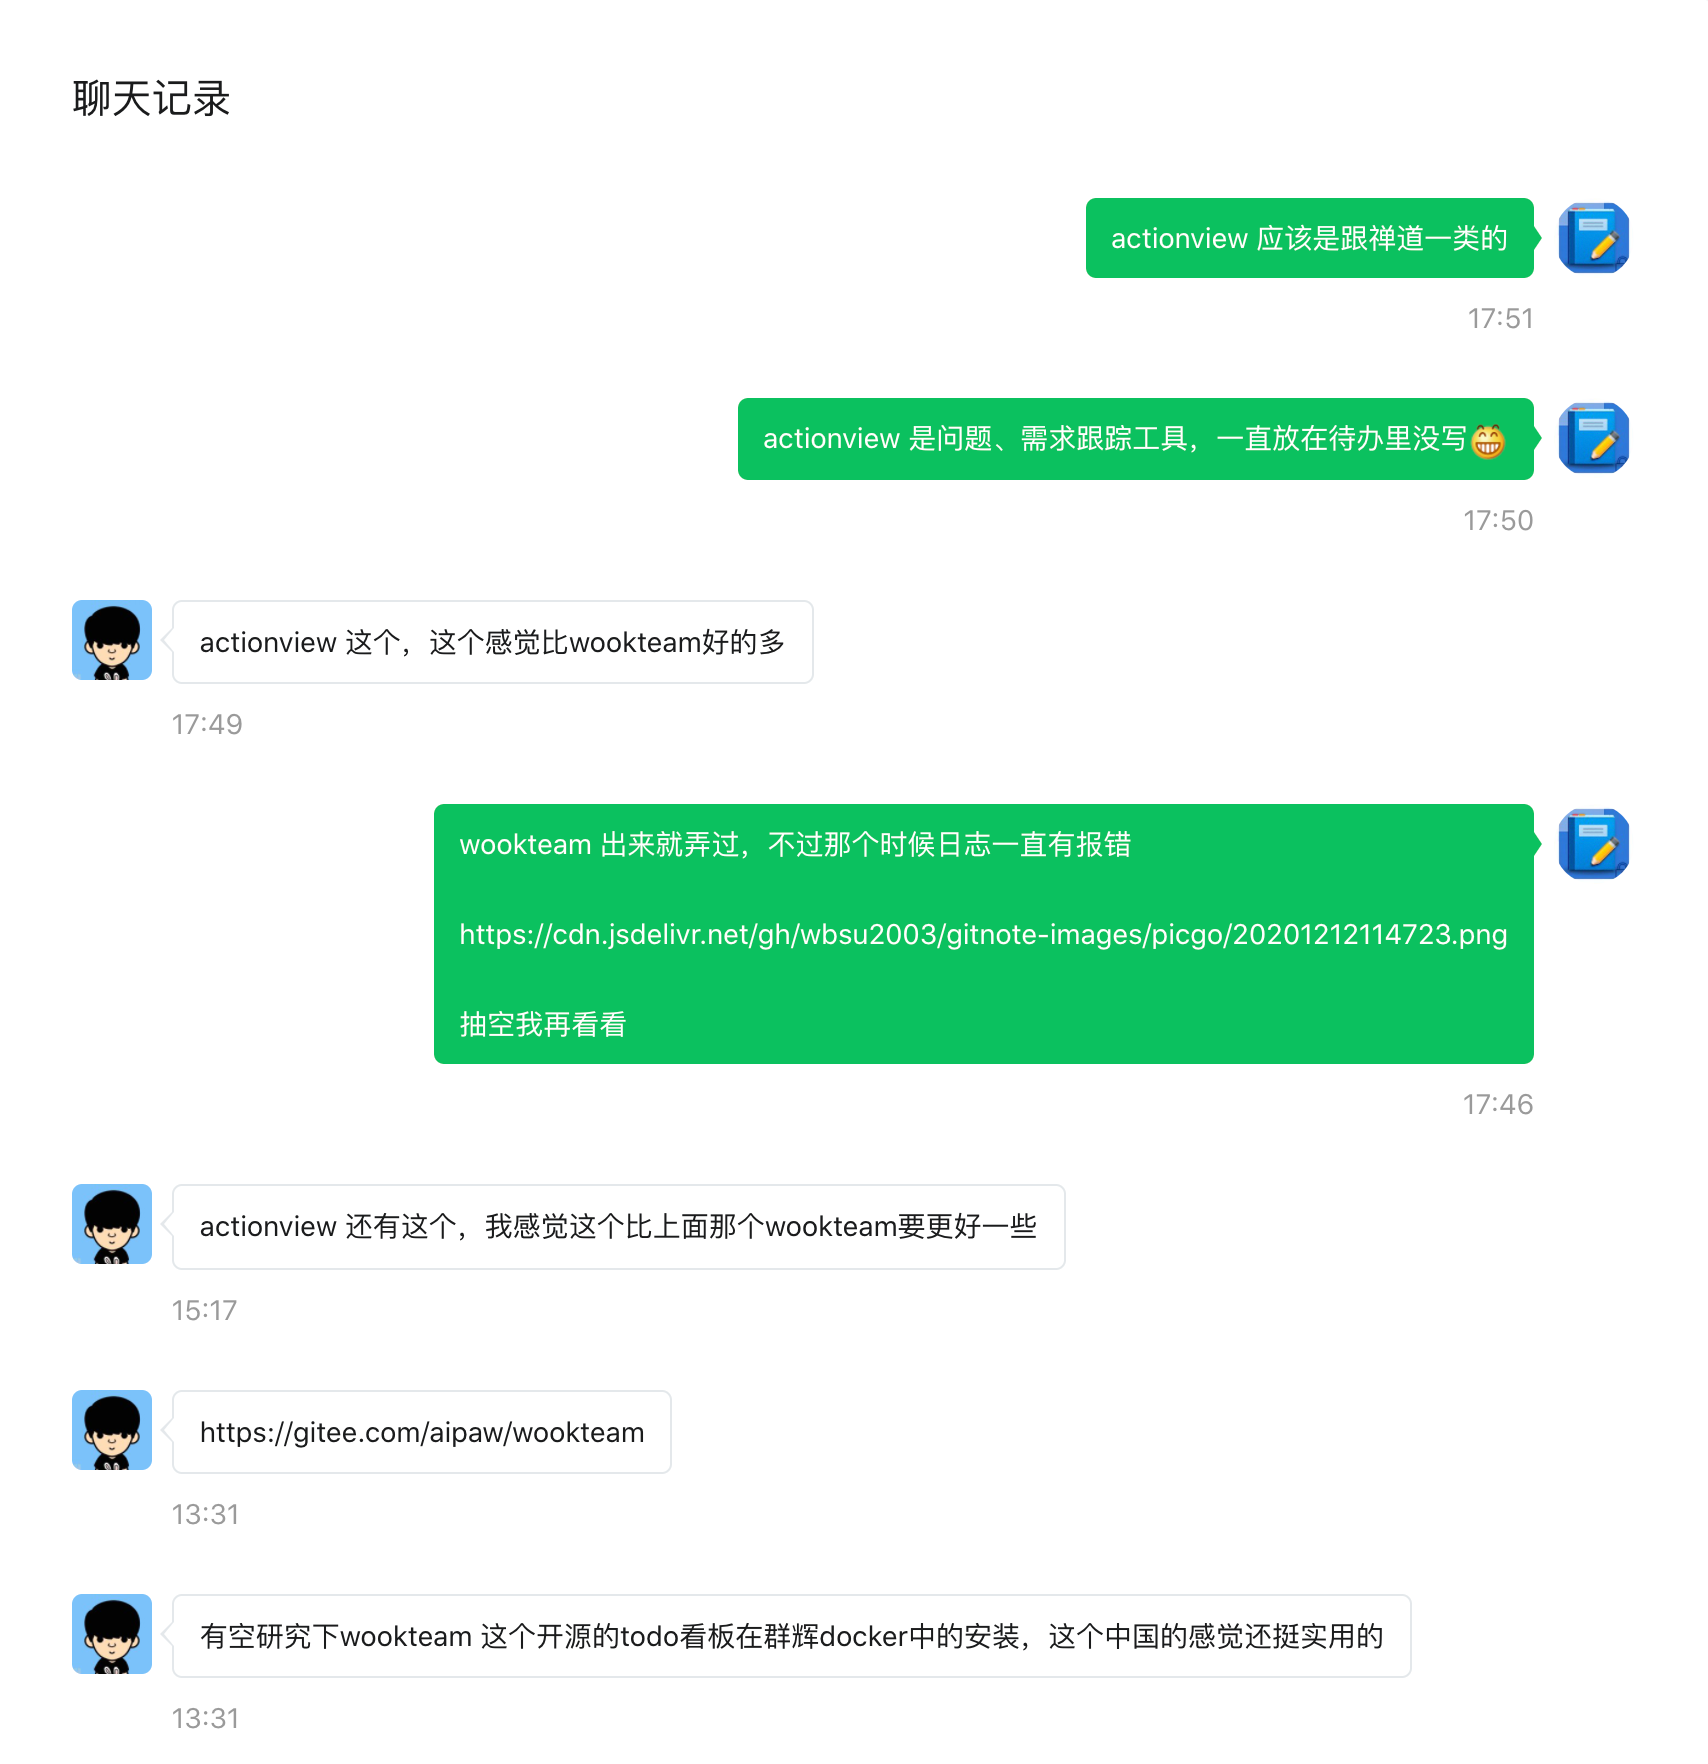 聊天记录
actionview 应该是跟禅道一类的
17:51
actionview 是问题、需求跟踪工具，一直放在待办里没写😁
17:50
actionview 这个，这个感觉比wookteam好的多
17:49
wookteam 出来就弄过，不过那个时候日志一直有报错
https://cdn.jsdelivr.net/gh/wbsu2003/gitnote-images/picgo/20201212114723.png
抽空我再看看
17:46
actionview 还有这个，我感觉这个比上面那个wookteam要更好一些
15:17
https://gitee.com/aipaw/wookteam
13:31
有空研究下wookteam 这个开源的todo看板在群辉docker中的安装，这个中国的感觉还挺实用的
13:31